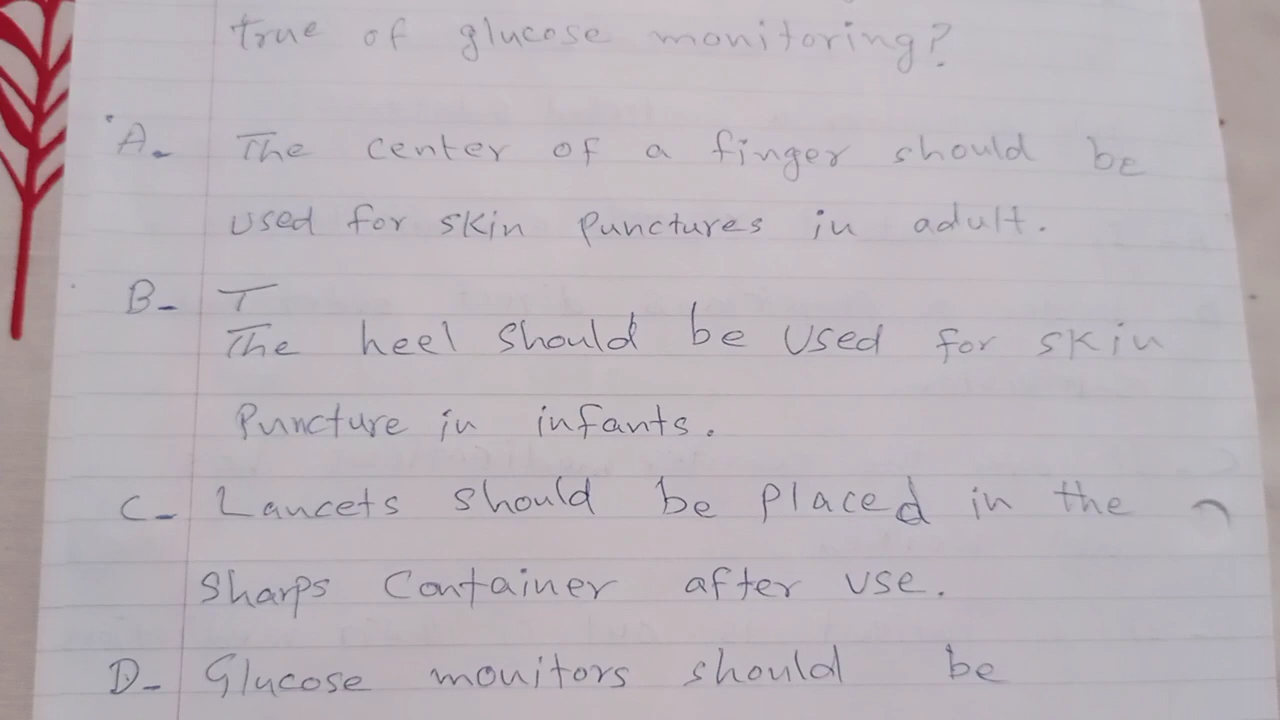 true of glucose monitoring?
A. The center of a finger should be
used for skin punctures in adult.
B- T
The heel should be used for skin
Puncture in infants.
C- Lancets should be placed in the
Sharps Container after use.
D- Glucose monitors should be